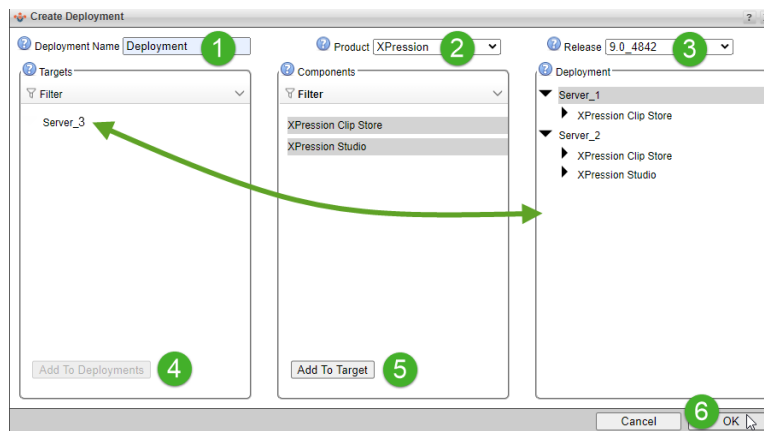 Create Deployment
?
? Deployment Name Deployment 1
? Product XPression 2
? Release 9.0_4842 3
? Targets
Filter
Server_3
Add To Deployments 4
? Components
Filter
XPression Clip Store
XPression Studio
Add To Target 5
? Deployment
Server_1
XPression Clip Store
Server_2
XPression Clip Store
XPression Studio
Cancel
6 OK